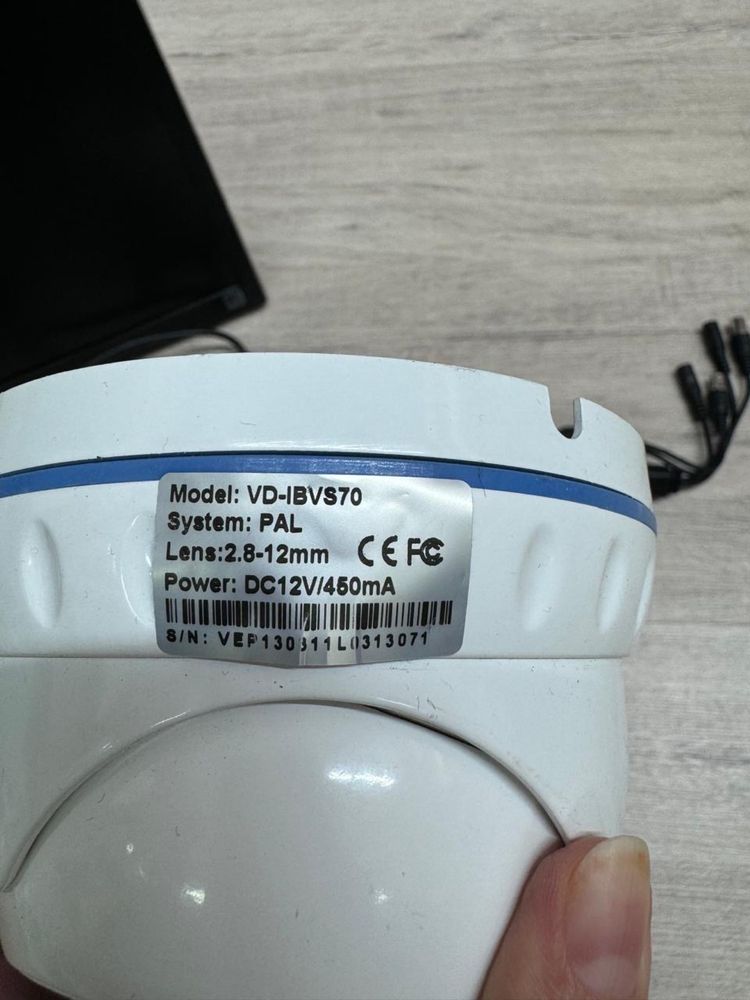 Model: VD-IBVS70
System: PAL
Lens:2.8-12mm CE FC
Power: DC12V/450mA
S/N: VEP130811L0313071